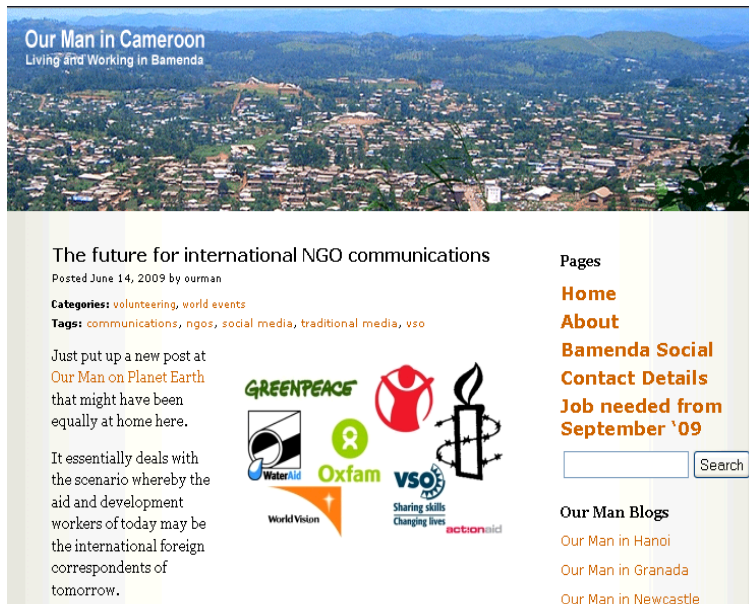 Our Man in Cameroon
Living and Working in Bamenda
The future for international NGO communications
Posted June 14, 2009 by ourman
Categories: volunteering, world events
Tags: communications, ngos, social media, traditional media, vso
Just put up a new post at
Our Man on Planet Earth
that might have been
equally at home here.
It essentially deals with
the scenario whereby the
aid and development
workers of today may be
the international foreign
correspondents of
tomorrow.
GREENPEACE
WaterAid
Oxfam
VSO
Sharing skills
Changing lives
World Vision
actionaid
Pages
Home
About
Bamenda Social
Contact Details
Job needed from
September ‘09
Search
Our Man Blogs
Our Man in Hanoi
Our Man in Granada
Our Man in Newcastle